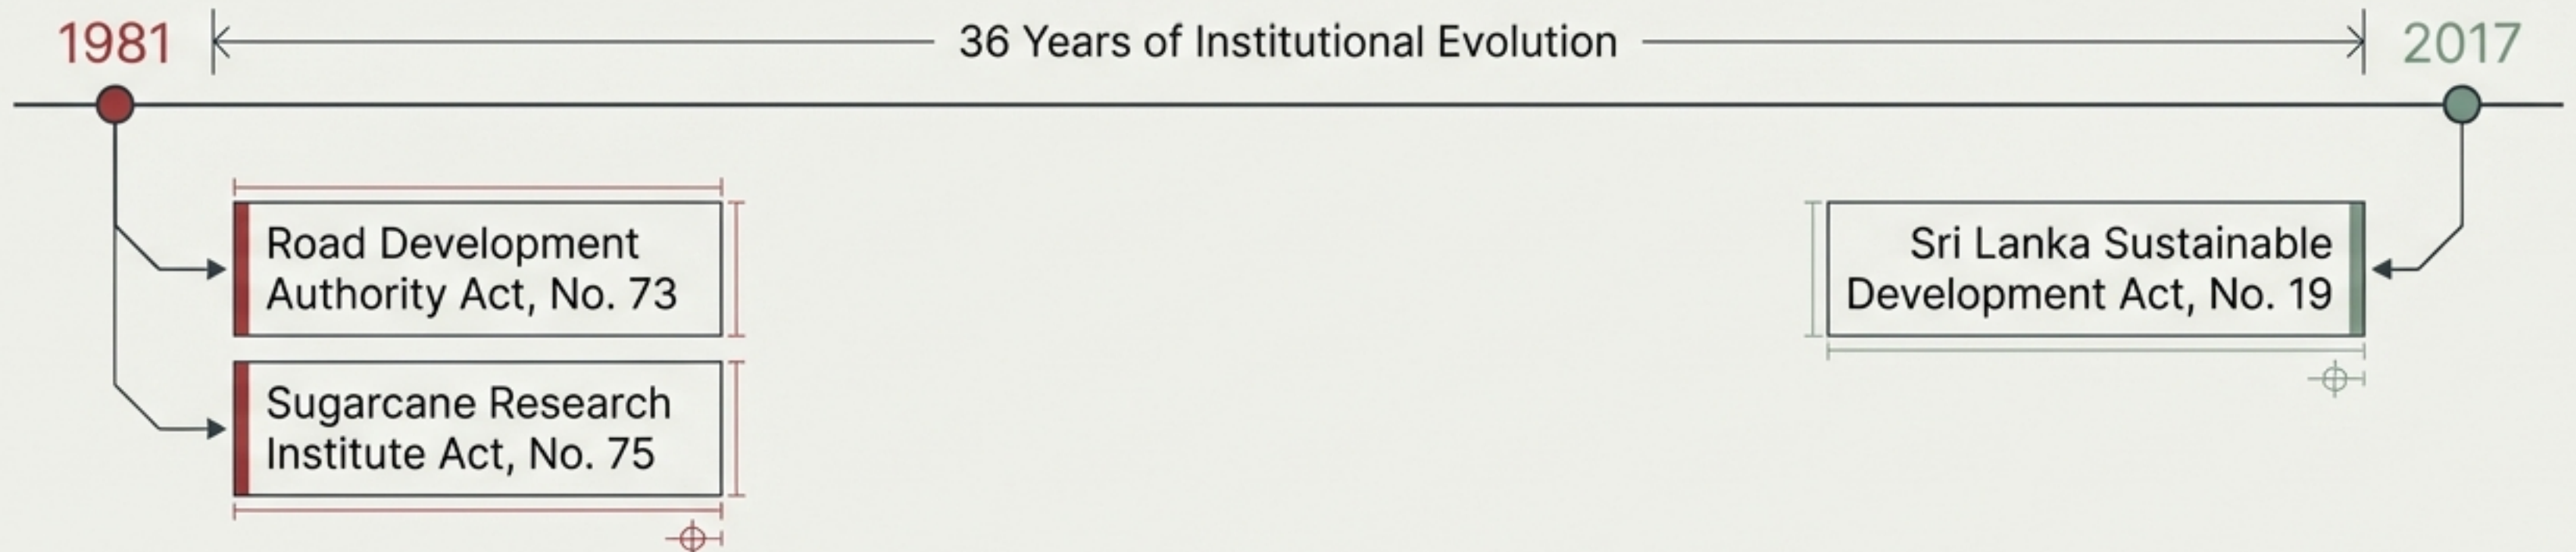 1981
36 Years of Institutional Evolution
2017
Road Development
Authority Act, No. 73
Sugarcane Research
Institute Act, No. 75
Sri Lanka Sustainable
Development Act, No. 19